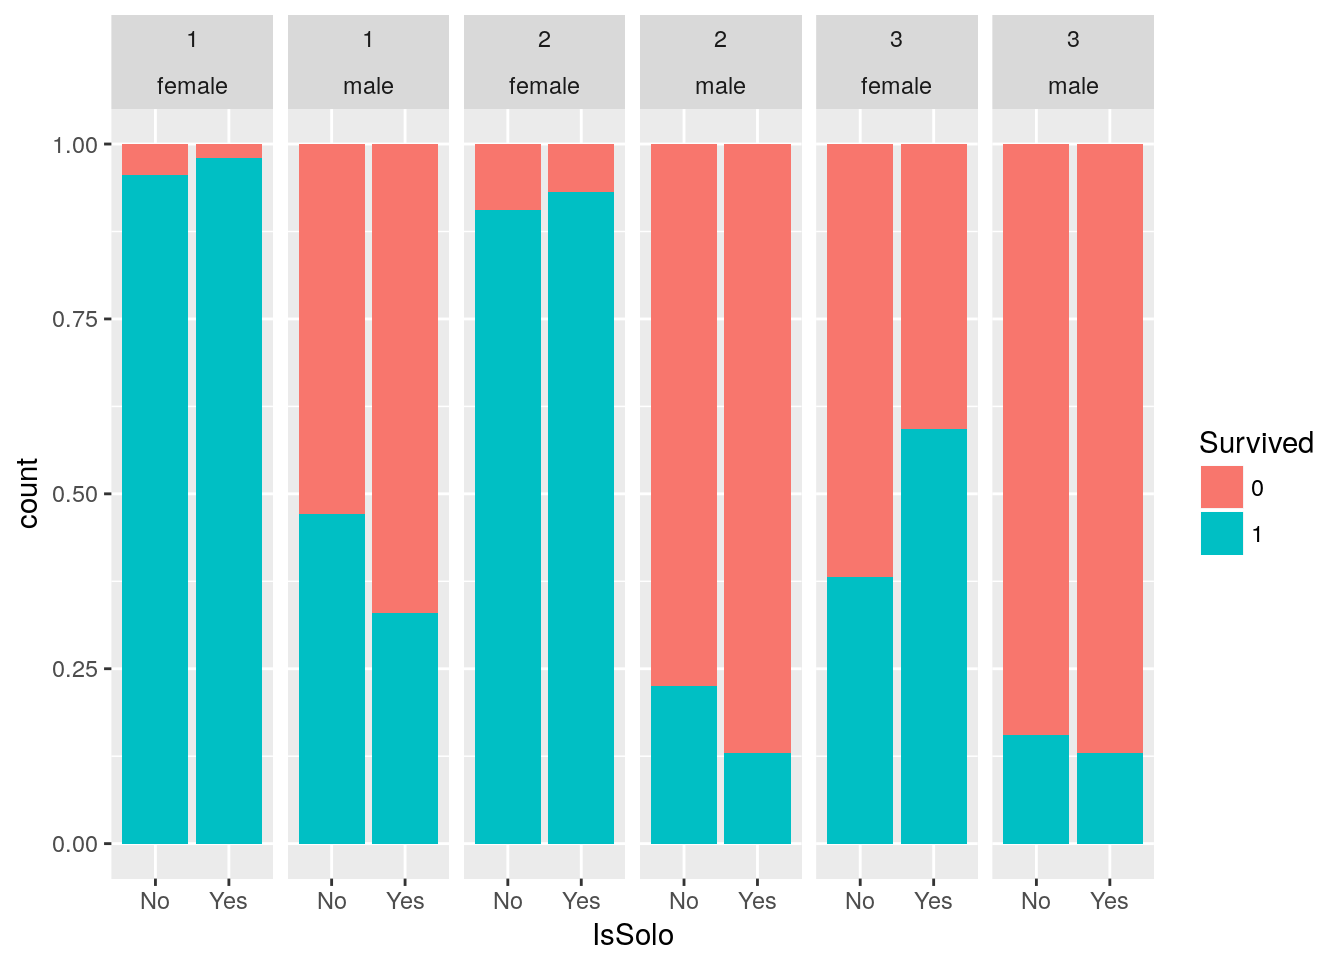 1 1 2 2 3 3
female male female male female male
count
1.00
0.75
0.50
0.25
0.00
No Yes No Yes No Yes No Yes No Yes No Yes
IsSolo
Survived
0
1